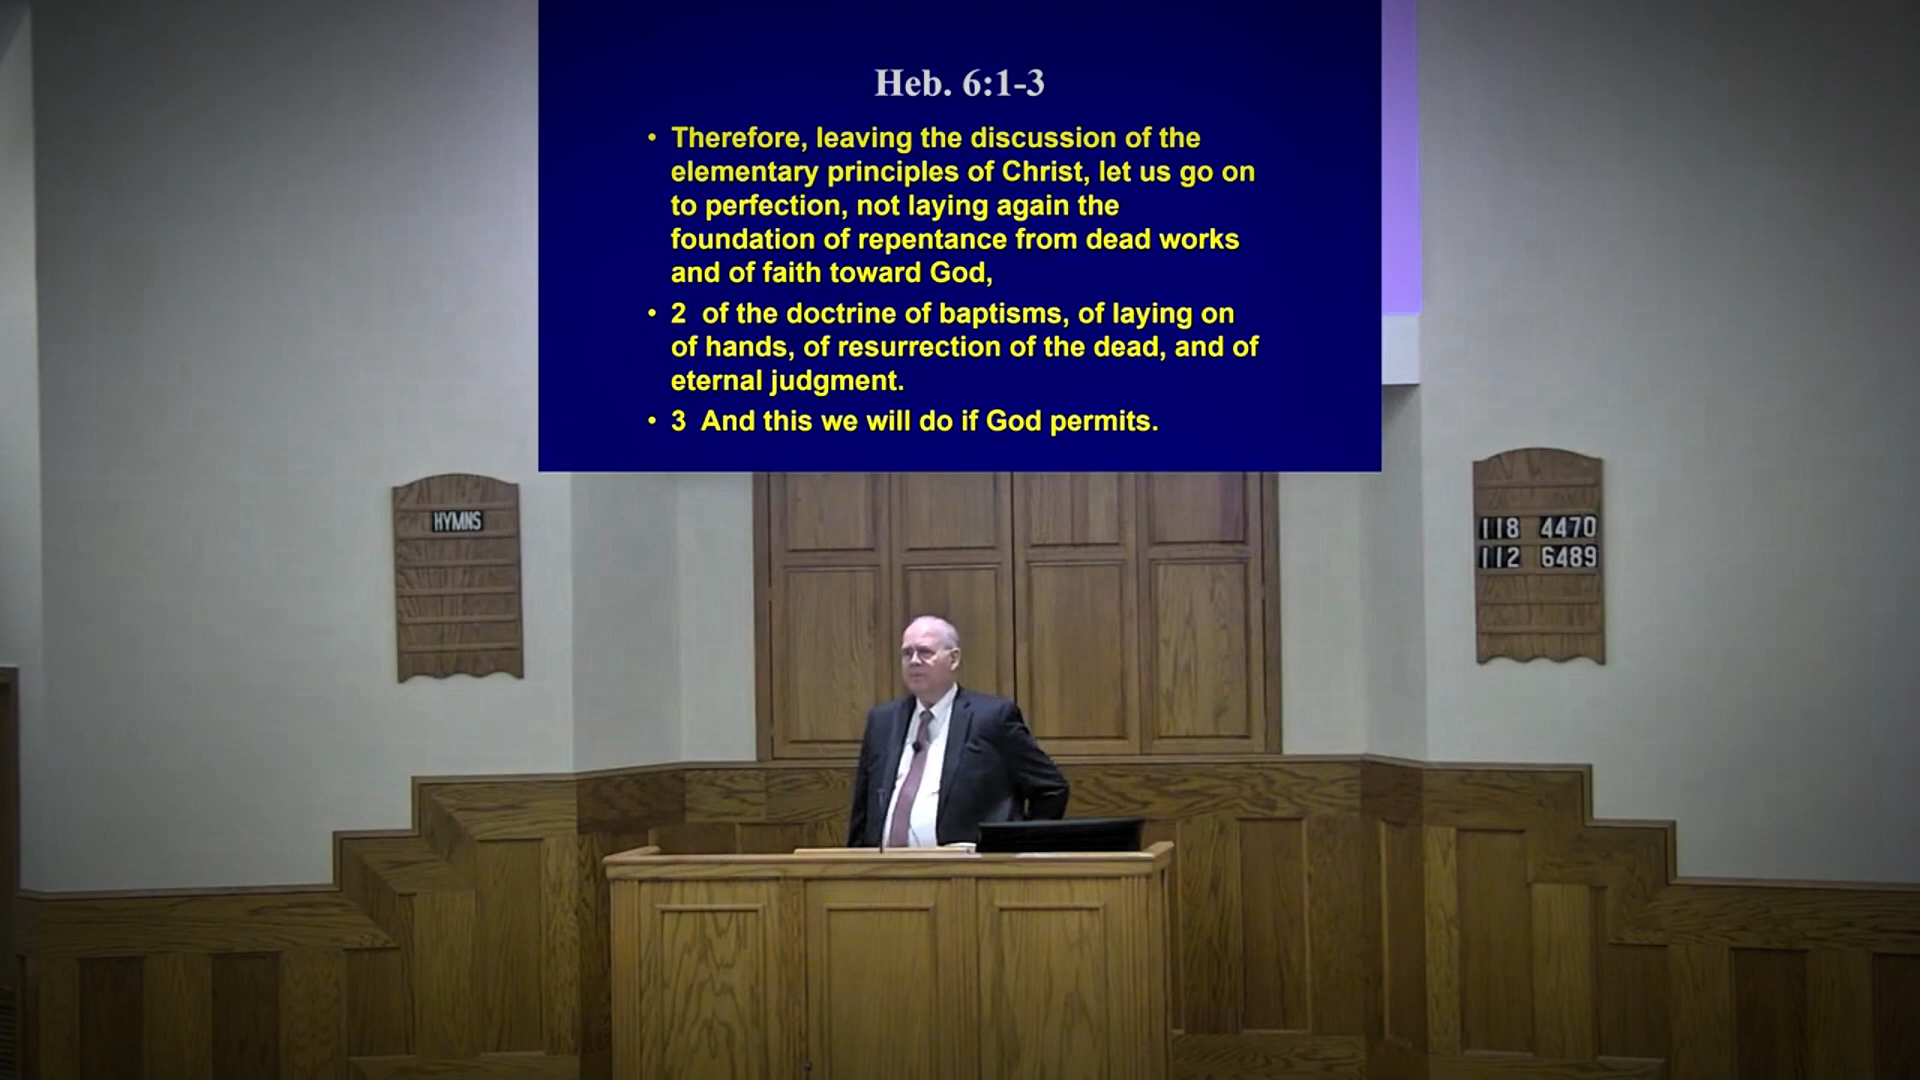 Heb. 6:1-3
• Therefore, leaving the discussion of the
elementary principles of Christ, let us go on
to perfection, not laying again the
foundation of repentance from dead works
and of faith toward God,
• 2 of the doctrine of baptisms, of laying on
of hands, of resurrection of the dead, and of
eternal judgment.
• 3 And this we will do if God permits.
HYMNS
118 4470
112 6489